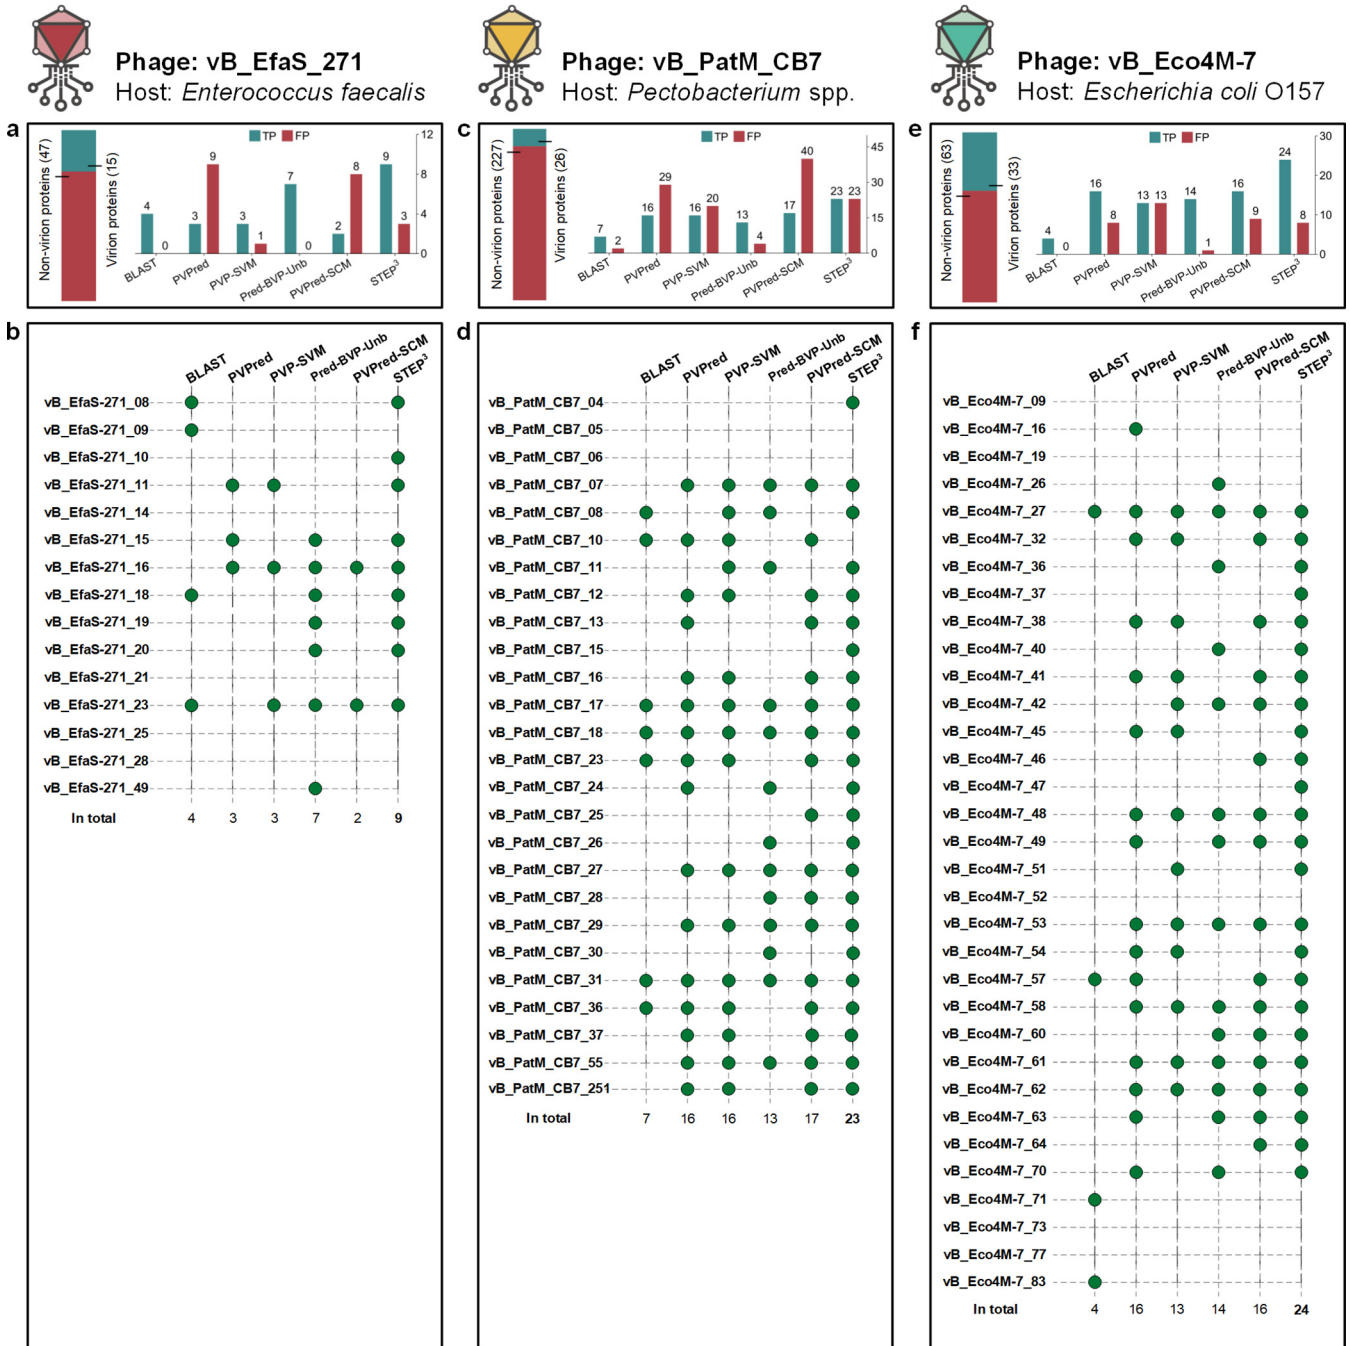 Phage: vB_EfaS_271
Host: Enterococcus faecalis
Phage: vB_PatM_CB7
Host: Pectobacterium spp.
Phage: vB_Eco4M-7
Host: Escherichia coli O157
a
Non-virion proteins (47)
Virion proteins (15)
TP FP
12
8
4
0
4 0
3 9
3 1
7 0
2 8
9 3
BLAST
PVPred
PVP-SVM
Pred-BVP-Unb
PVPred-SCM
STEP³
c
Non-virion proteins (227)
Virion proteins (26)
TP FP
45
30
15
0
7 2
16 29
16 20
13 4
17 40
23 23
BLAST
PVPred
PVP-SVM
Pred-BVP-Unb
PVPred-SCM
STEP³
e
Non-virion proteins (63)
Virion proteins (33)
TP FP
30
20
10
0
4 0
16 8
13 13
14 1
16 9
24 8
BLAST
PVPred
PVP-SVM
Pred-BVP-Unb
PVPred-SCM
STEP³
b
BLAST
PVPred
PVP-SVM
Pred-BVP-Unb
PVPred-SCM
STEP³
vB_EfaS-271_08
vB_EfaS-271_09
vB_EfaS-271_10
vB_EfaS-271_11
vB_EfaS-271_14
vB_EfaS-271_15
vB_EfaS-271_16
vB_EfaS-271_18
vB_EfaS-271_19
vB_EfaS-271_20
vB_EfaS-271_21
vB_EfaS-271_23
vB_EfaS-271_25
vB_EfaS-271_28
vB_EfaS-271_49
In total 4 3 3 7 2 9
d
BLAST
PVPred
PVP-SVM
Pred-BVP-Unb
PVPred-SCM
STEP³
vB_PatM_CB7_04
vB_PatM_CB7_05
vB_PatM_CB7_06
vB_PatM_CB7_07
vB_PatM_CB7_08
vB_PatM_CB7_10
vB_PatM_CB7_11
vB_PatM_CB7_12
vB_PatM_CB7_13
vB_PatM_CB7_15
vB_PatM_CB7_16
vB_PatM_CB7_17
vB_PatM_CB7_18
vB_PatM_CB7_23
vB_PatM_CB7_24
vB_PatM_CB7_25
vB_PatM_CB7_26
vB_PatM_CB7_27
vB_PatM_CB7_28
vB_PatM_CB7_29
vB_PatM_CB7_30
vB_PatM_CB7_31
vB_PatM_CB7_36
vB_PatM_CB7_37
vB_PatM_CB7_55
vB_PatM_CB7_251
In total 7 16 16 13 17 23
f
BLAST
PVPred
PVP-SVM
Pred-BVP-Unb
PVPred-SCM
STEP³
vB_Eco4M-7_09
vB_Eco4M-7_16
vB_Eco4M-7_19
vB_Eco4M-7_26
vB_Eco4M-7_27
vB_Eco4M-7_32
vB_Eco4M-7_36
vB_Eco4M-7_37
vB_Eco4M-7_38
vB_Eco4M-7_40
vB_Eco4M-7_41
vB_Eco4M-7_42
vB_Eco4M-7_45
vB_Eco4M-7_46
vB_Eco4M-7_47
vB_Eco4M-7_48
vB_Eco4M-7_49
vB_Eco4M-7_51
vB_Eco4M-7_52
vB_Eco4M-7_53
vB_Eco4M-7_54
vB_Eco4M-7_57
vB_Eco4M-7_58
vB_Eco4M-7_60
vB_Eco4M-7_61
vB_Eco4M-7_62
vB_Eco4M-7_63
vB_Eco4M-7_64
vB_Eco4M-7_70
vB_Eco4M-7_71
vB_Eco4M-7_73
vB_Eco4M-7_77
vB_Eco4M-7_83
In total 4 16 13 14 16 24